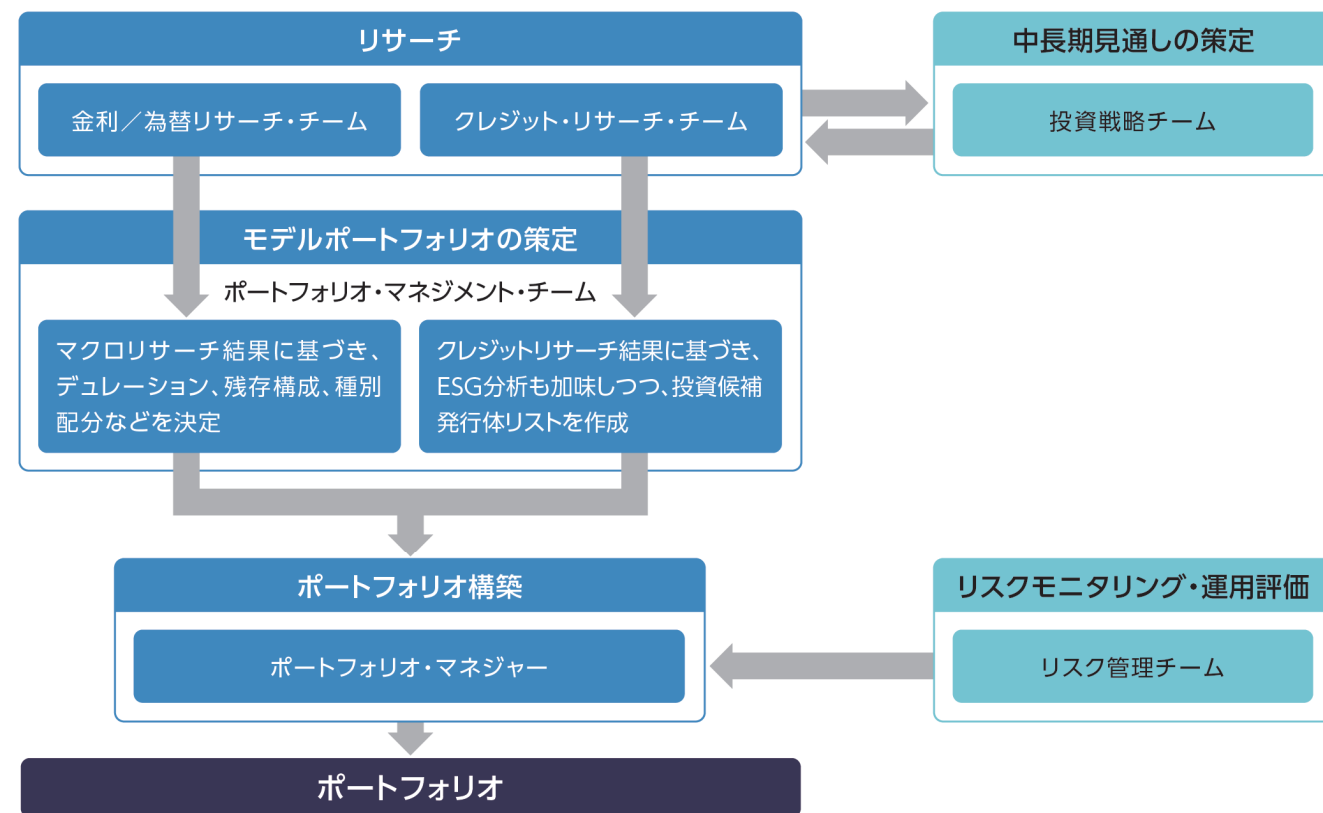 リサーチ
金利／為替リサーチ・チーム
クレジット・リサーチ・チーム
中長期見通しの策定
投資戦略チーム
モデルポートフォリオの策定
ポートフォリオ・マネジメント・チーム
マクロリサーチ結果に基づき、
デュレーション、残存構成、種別
配分などを決定
クレジットリサーチ結果に基づき、
ESG分析も加味しつつ、投資候補
発行体リストを作成
ポートフォリオ構築
ポートフォリオ・マネジャー
リスクモニタリング・運用評価
リスク管理チーム
ポートフォリオ